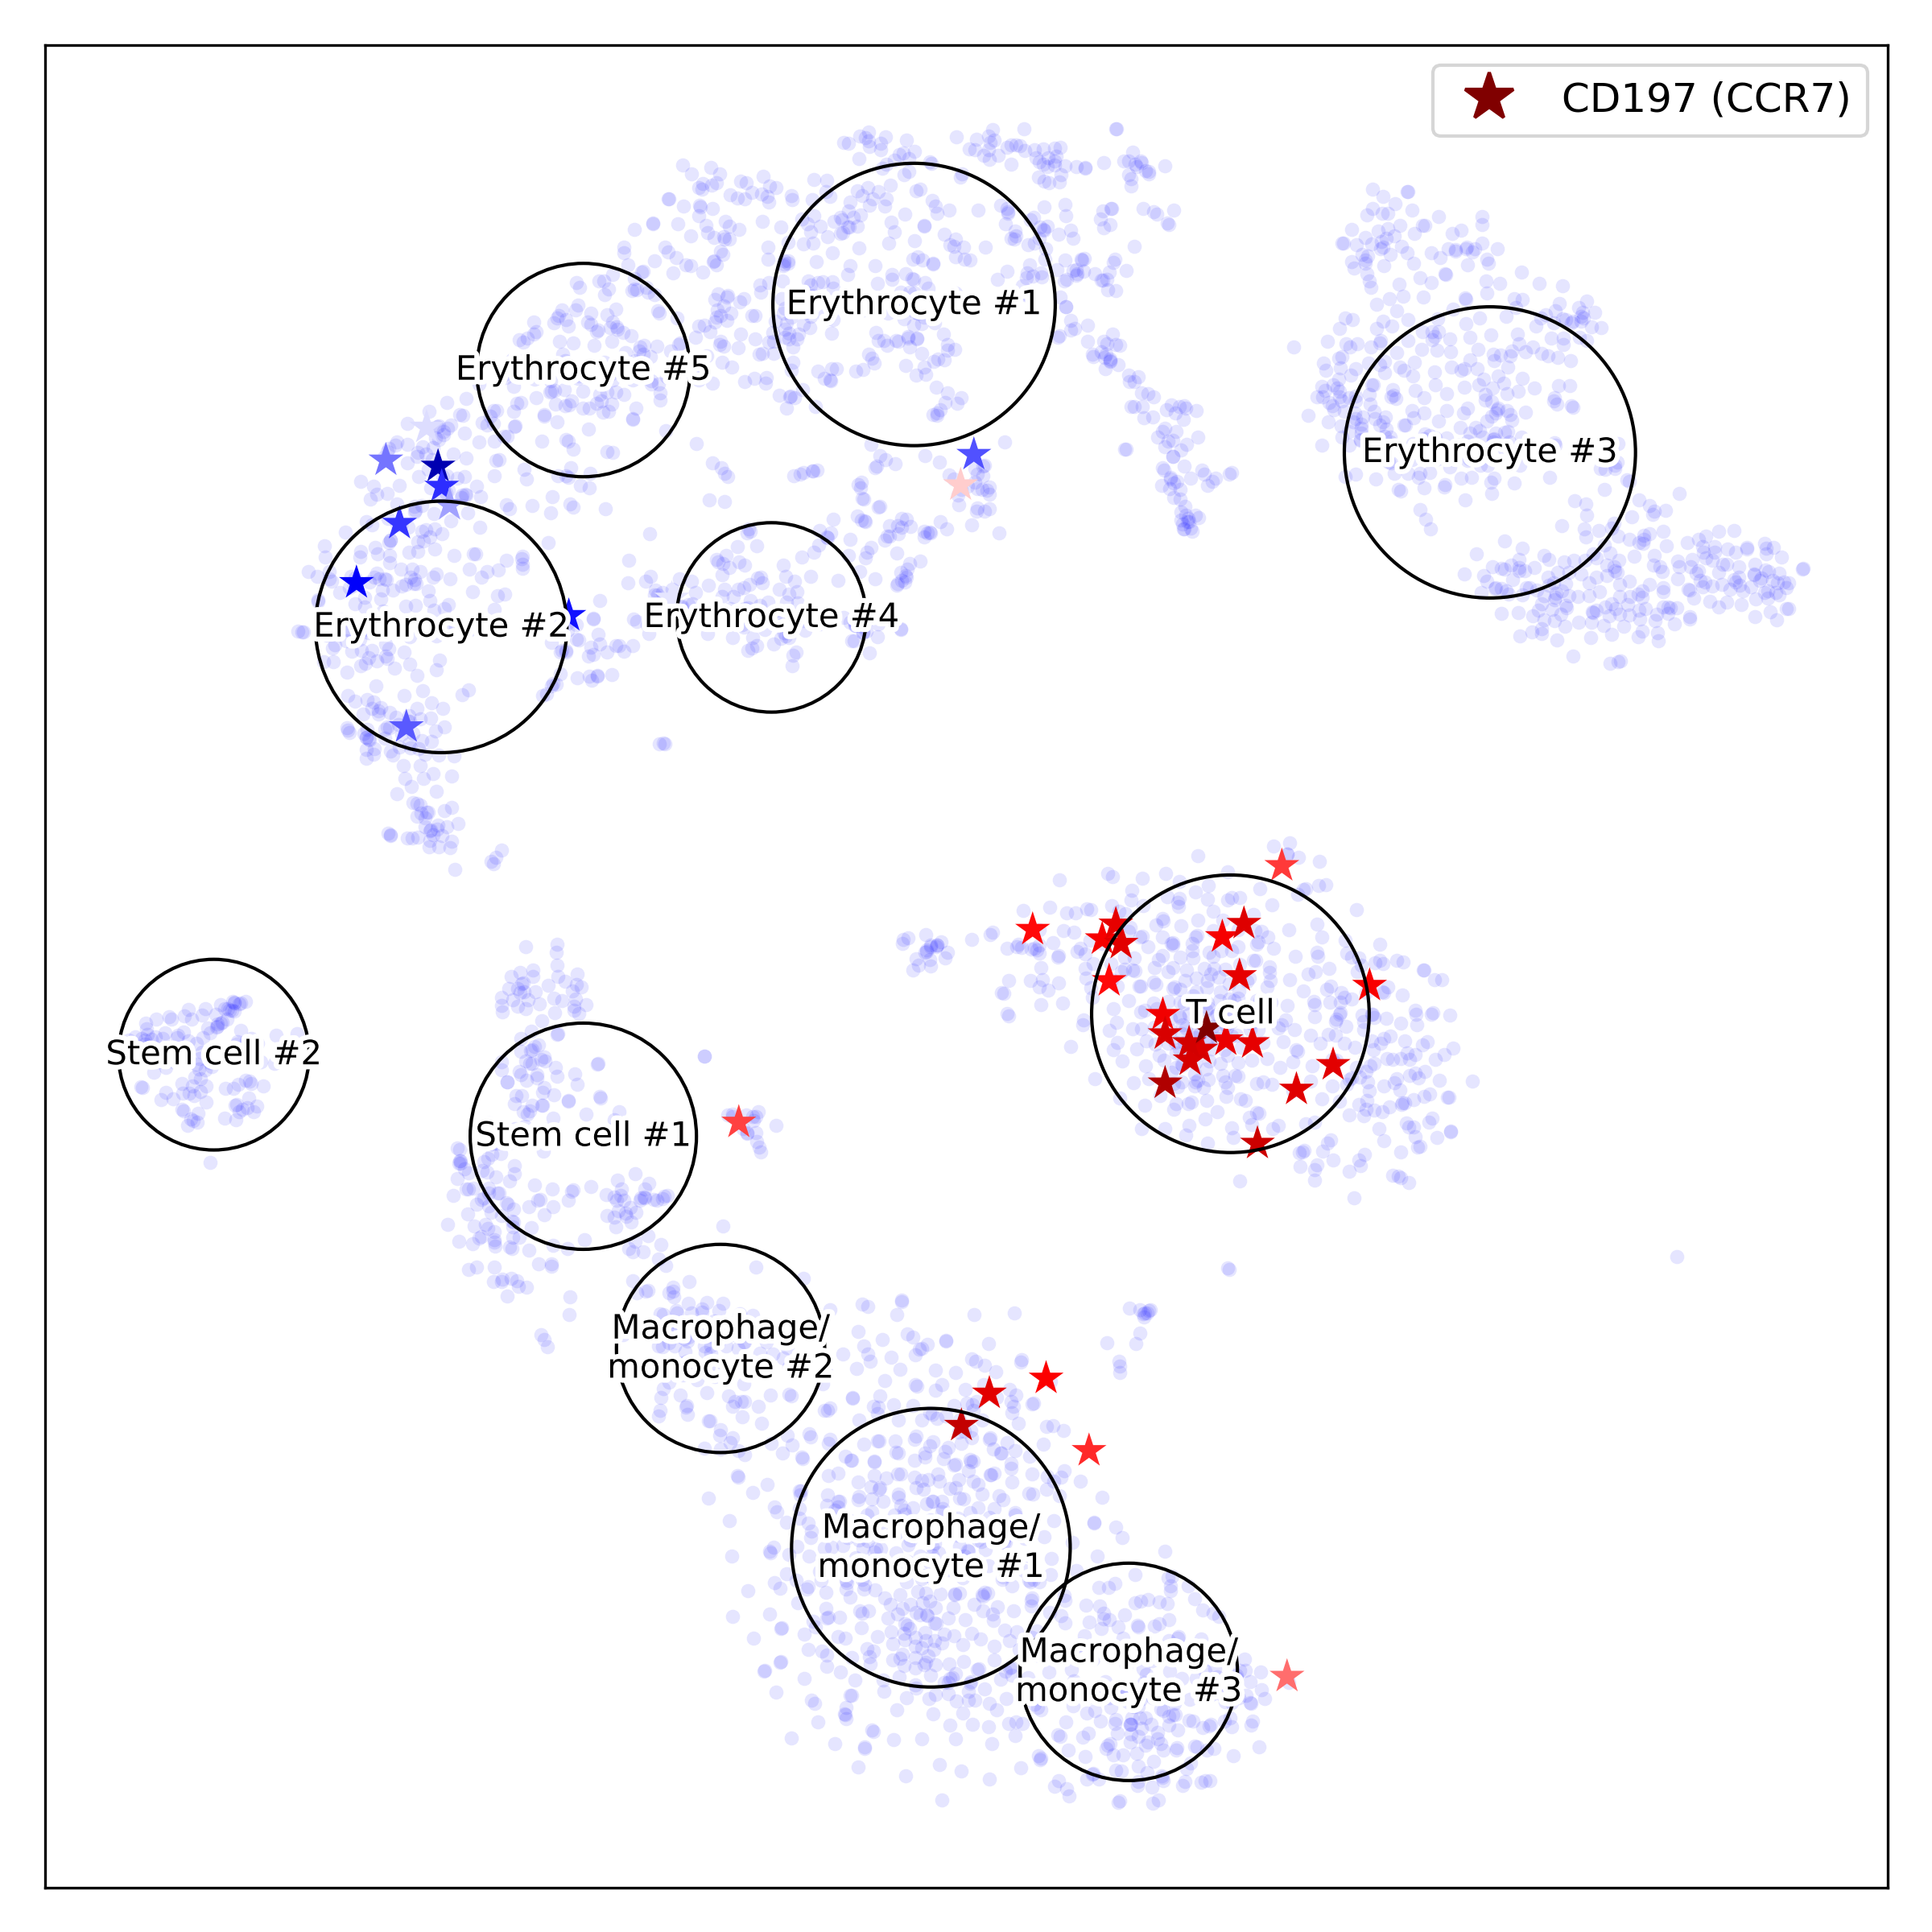 CD197 (CCR7)
Erythrocyte #1
Erythrocyte #5
Erythrocyte #3
Erythrocyte #4
Erythrocyte #2
T cell
Stem cell #2
Stem cell #1
Macrophage/
monocyte #2
Macrophage/
monocyte #1
Macrophage/
monocyte #3